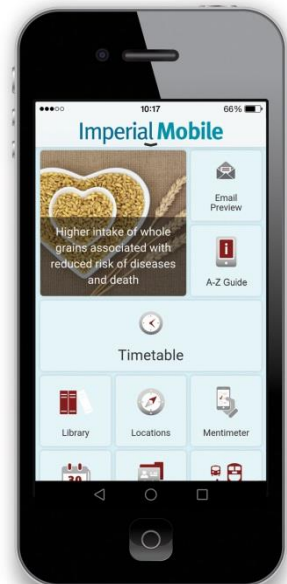 10:17
66%
Imperial Mobile
Higher intake of whole
grains associated with
reduced risk of diseases
and death
Email
Preview
A-Z Guide
Timetable
Library
Locations
Mentimeter
30